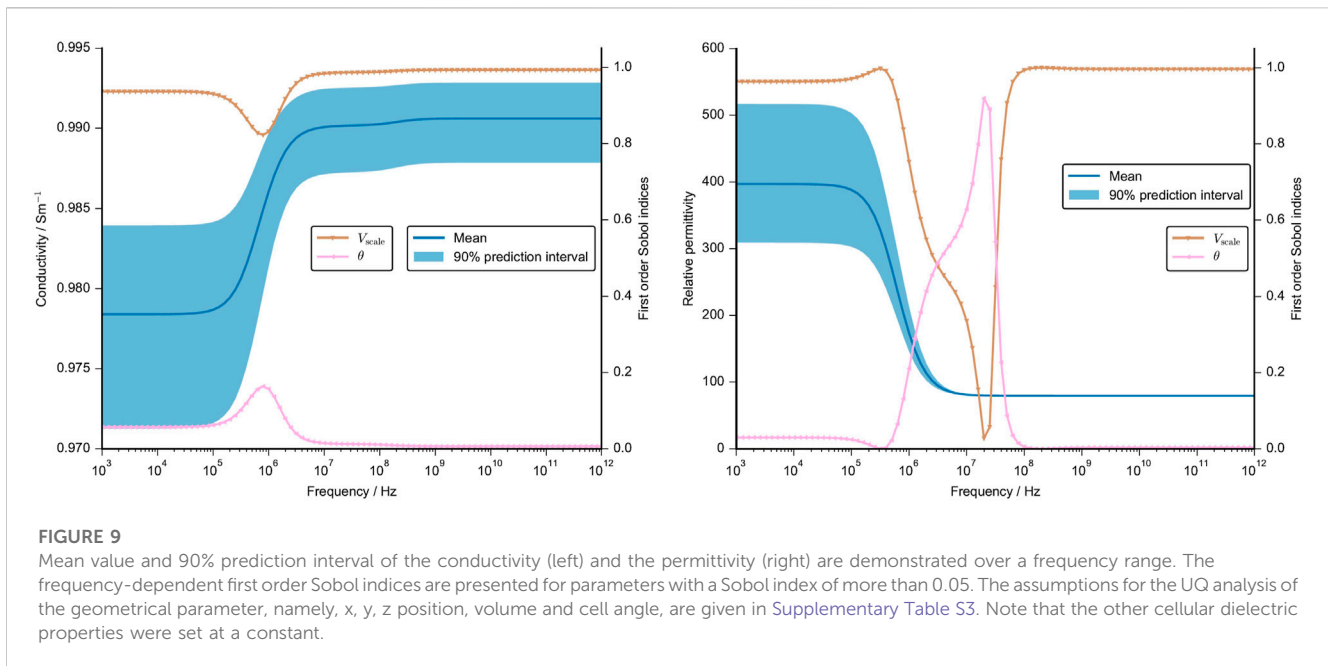 0.995
0.990
0.985
0.980
0.975
0.970
Conductivity / Sm⁻¹
1.0
0.8
0.6
0.4
0.2
0.0
First order Sobol indices
V_scale
θ
Mean
90% prediction interval
10³ 10⁴ 10⁵ 10⁶ 10⁷ 10⁸ 10⁹ 10¹⁰ 10¹¹ 10¹²
Frequency / Hz
600
500
400
300
200
100
0
Relative permittivity
1.0
0.8
0.6
0.4
0.2
0.0
First order Sobol indices
Mean
90% prediction interval
V_scale
θ
10³ 10⁴ 10⁵ 10⁶ 10⁷ 10⁸ 10⁹ 10¹⁰ 10¹¹ 10¹²
Frequency / Hz
FIGURE 9
Mean value and 90% prediction interval of the conductivity (left) and the permittivity (right) are demonstrated over a frequency range. The
frequency-dependent first order Sobol indices are presented for parameters with a Sobol index of more than 0.05. The assumptions for the UQ analysis of
the geometrical parameter, namely, x, y, z position, volume and cell angle, are given in Supplementary Table S3. Note that the other cellular dielectric
properties were set at a constant.